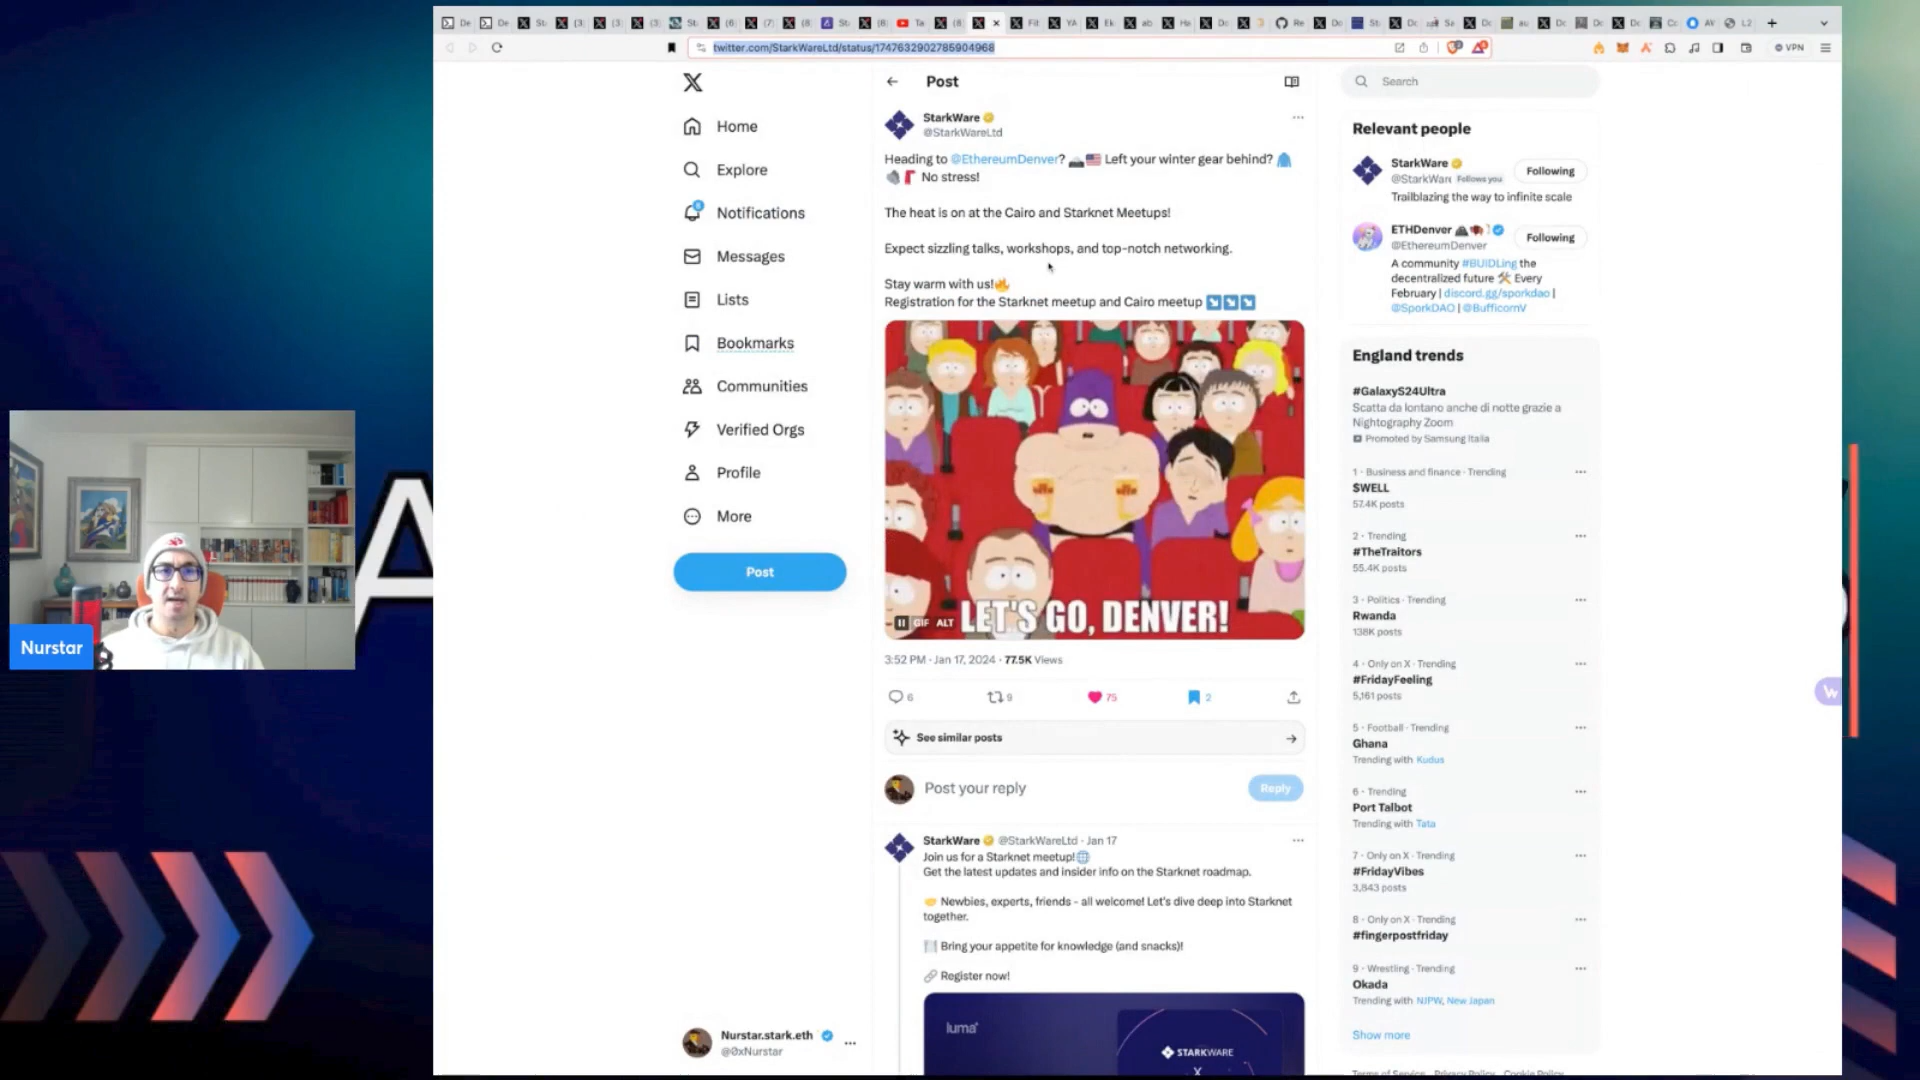 twitter.com/StarkWareLtd/status/1747632902785904968
VPN
Home
Explore
Notifications
Messages
Lists
Bookmarks
Communities
Verified Orgs
Profile
More
Post
Nurstar.stark.eth
@0xNurstar
Nurstar
Post
StarkWare
@StarkWareLtd
Heading to @EthereumDenver? Left your winter gear behind?
No stress!
The heat is on at the Cairo and Starknet Meetups!
Expect sizzling talks, workshops, and top-notch networking.
Stay warm with us!
Registration for the Starknet meetup and Cairo meetup
GIF ALT LET'S GO, DENVER!
3:52 PM · Jan 17, 2024 · 77.5K Views
6 9 75 2
See similar posts
Post your reply
Reply
StarkWare @StarkWareLtd · Jan 17
Join us for a Starknet meetup!
Get the latest updates and insider info on the Starknet roadmap.
Newbies, experts, friends - all welcome! Let's dive deep into Starknet
together.
Bring your appetite for knowledge (and snacks)!
Register now!
luma
STARKWARE
X
Search
Relevant people
StarkWare
@StarkWare Follows you
Following
Trailblazing the way to infinite scale
ETHDenver
@EthereumDenver
Following
A community #BUIDLing the
decentralized future Every
February | discord.gg/sporkdao |
@SporkDAO | @BufficornV
England trends
#GalaxyS24Ultra
Scatta da lontano anche di notte grazie a
Nightography Zoom
Promoted by Samsung Italia
1 · Business and finance · Trending
$WELL
57.4K posts
2 · Trending
#TheTraitors
55.4K posts
3 · Politics · Trending
Rwanda
138K posts
4 · Only on X · Trending
#FridayFeeling
5,161 posts
5 · Football · Trending
Ghana
Trending with Kudus
6 · Trending
Port Talbot
Trending with Tata
7 · Only on X · Trending
#FridayVibes
3,843 posts
8 · Only on X · Trending
#fingerpostfriday
9 · Wrestling · Trending
Okada
Trending with NJPW, New Japan
Show more
Terms of Service Privacy Policy Cookie Policy